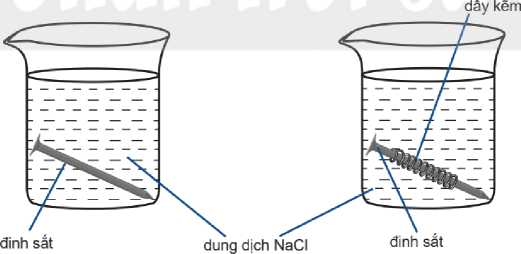 dây kẽm
đinh sắt
dung dịch NaCl
đinh sắt